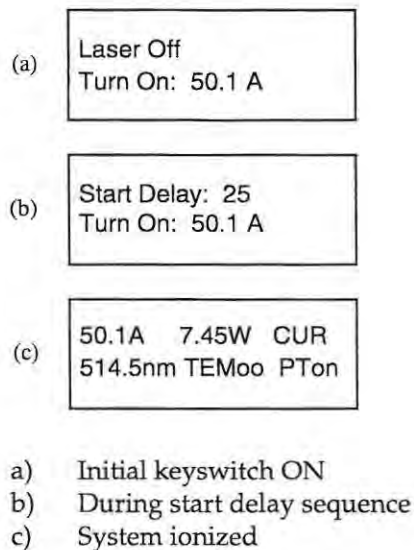 (a)
Laser Off
Turn On: 50.1 A
(b)
Start Delay: 25
Turn On: 50.1 A
(c)
50.1A 7.45W CUR
514.5nm TEMoo PTon
a) Initial keyswitch ON
b) During start delay sequence
c) System ionized